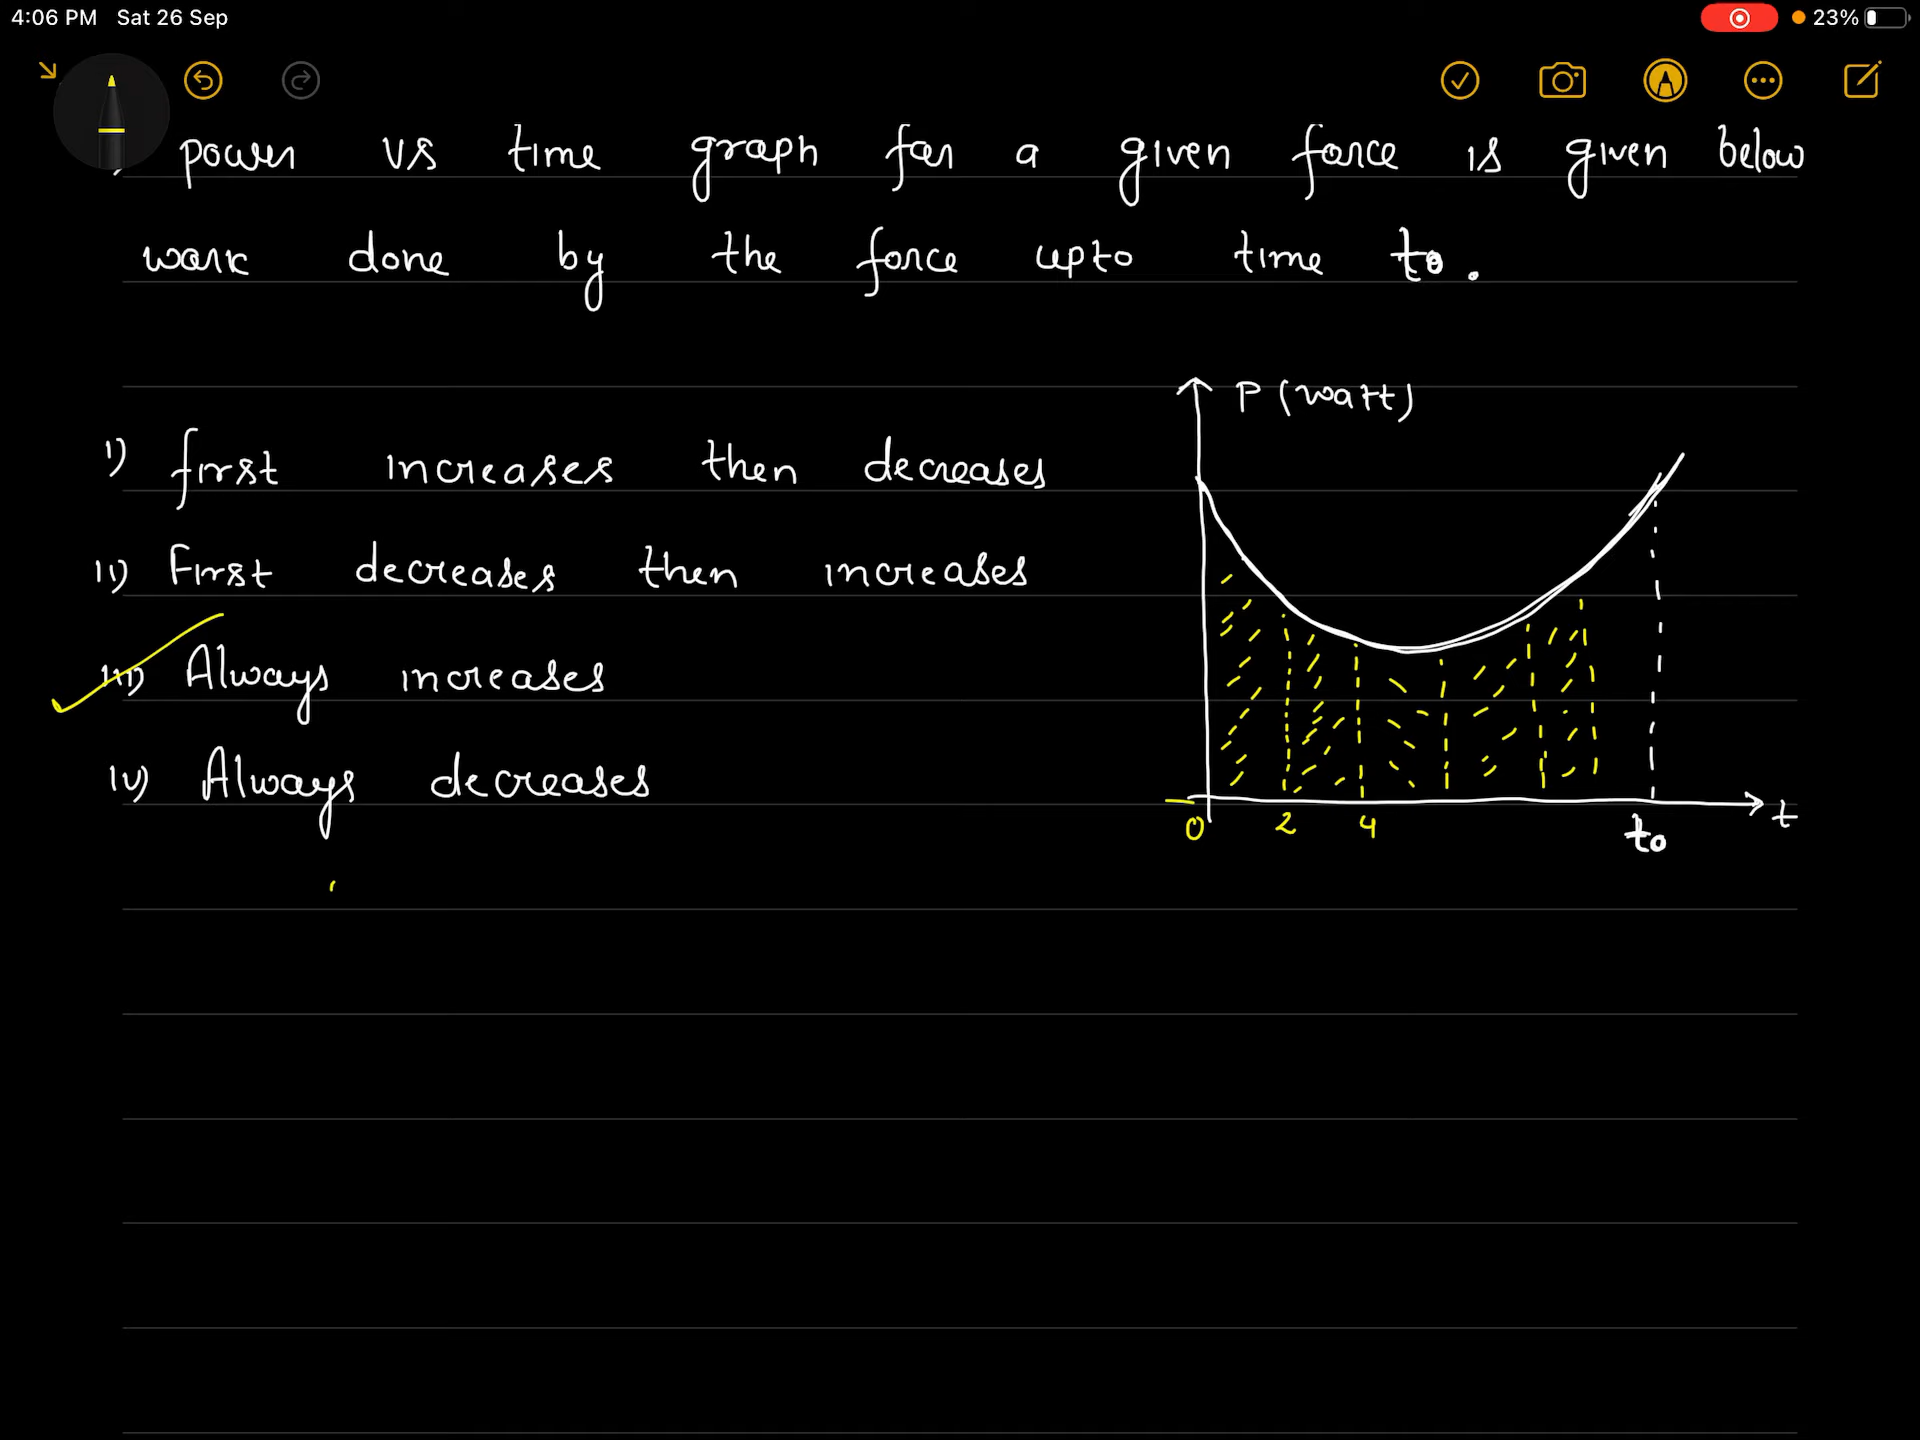 4:06 PM Sat 26 Sep
23%
power vs time graph for a given force is given below
work done by the force upto time to.
P (watt)
i) first increases then decreases
ii) First decreases then increases
iii) Always increases
iv) Always decreases
0 2 4 to t